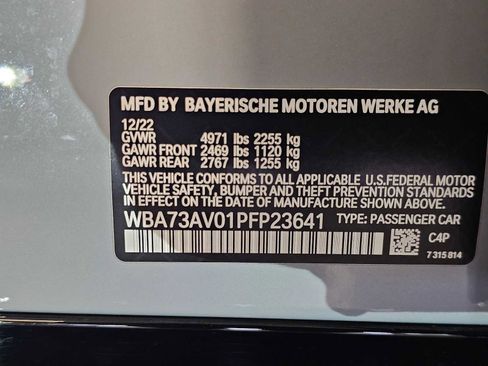 MFD BY BAYERISCHE MOTOREN WERKE AG
12/22
GVWR 4971 lbs 2255 kg
GAWR FRONT 2469 lbs 1120 kg
GAWR REAR 2767 lbs 1255 kg
THIS VEHICLE CONFORMS TO ALL APPLICABLE U.S.FEDERAL MOTOR
VEHICLE SAFETY, BUMPER AND THEFT PREVENTION STANDARDS
IN EFFECT ON THE DATE OF MANUFACTURE SHOWN ABOVE.
WBA73AV01PFP23641 TYPE: PASSENGER CAR
C4P
7 315 814